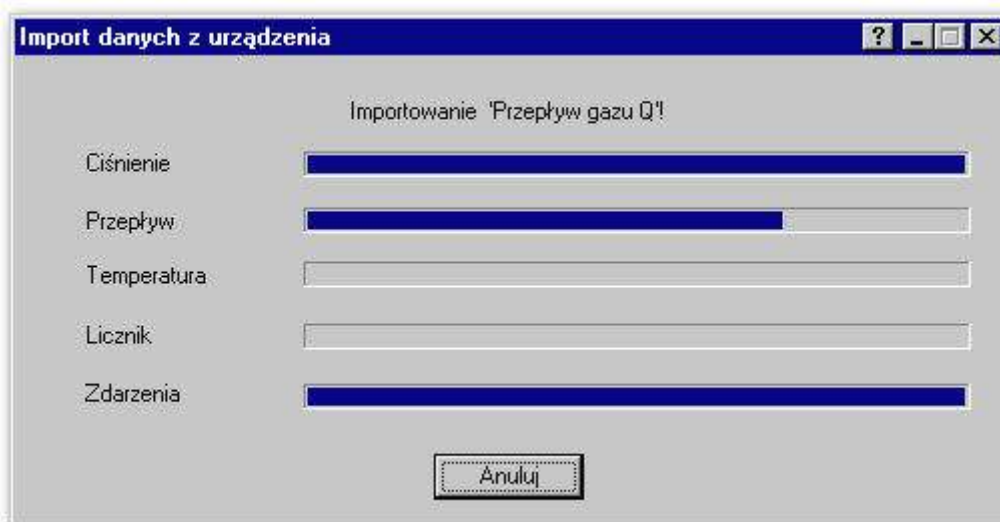 Import danych z urządzenia
Importowanie 'Przepływ gazu Q'!
Ciśnienie
Przepływ
Temperatura
Licznik
Zdarzenia
Anuluj